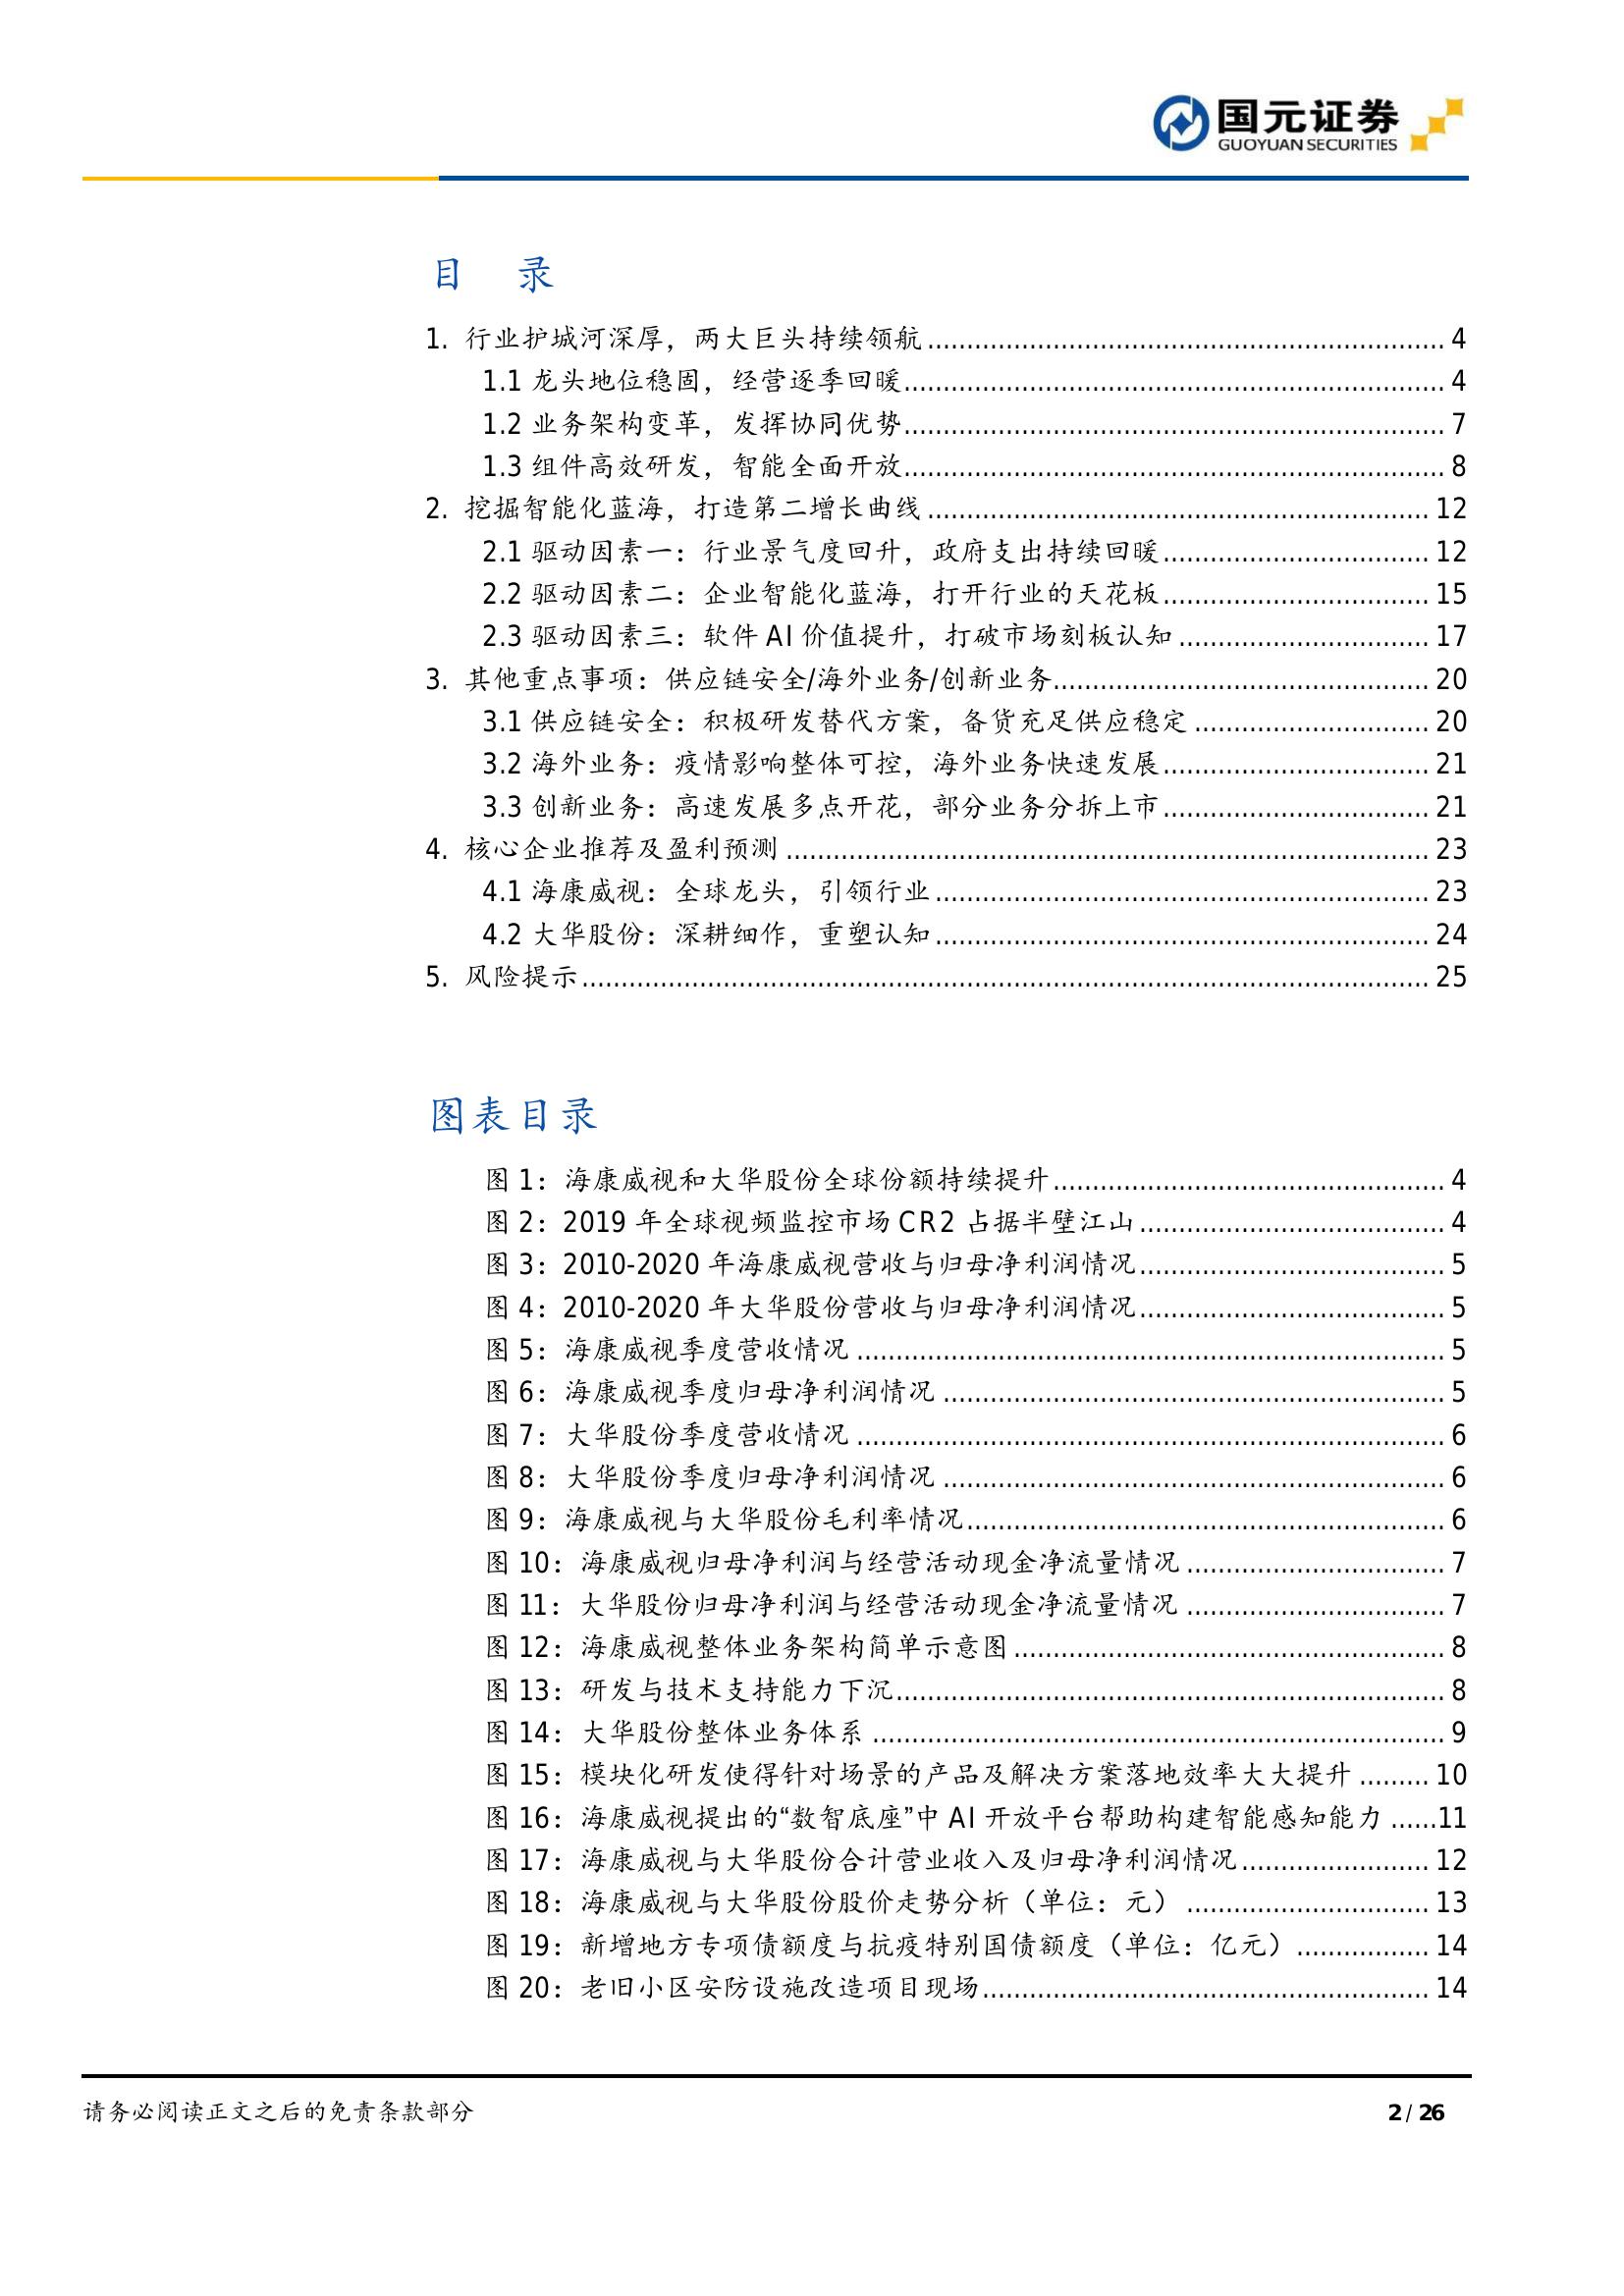 国元证券
GUOYUAN SECURITIES
目 录
1. 行业护城河深厚，两大巨头持续领航 4
1.1 龙头地位稳固，经营逐季回暖 4
1.2 业务架构变革，发挥协同优势 7
1.3 组件高效研发，智能全面开放 8
2. 挖掘智能化蓝海，打造第二增长曲线 12
2.1 驱动因素一：行业景气度回升，政府支出持续回暖 12
2.2 驱动因素二：企业智能化蓝海，打开行业的天花板 15
2.3 驱动因素三：软件 AI 价值提升，打破市场刻板认知 17
3. 其他重点事项：供应链安全/海外业务/创新业务 20
3.1 供应链安全：积极研发替代方案，备货充足供应稳定 20
3.2 海外业务：疫情影响整体可控，海外业务快速发展 21
3.3 创新业务：高速发展多点开花，部分业务分拆上市 21
4. 核心企业推荐及盈利预测 23
4.1 海康威视：全球龙头，引领行业 23
4.2 大华股份：深耕细作，重塑认知 24
5. 风险提示 25
图表目录
图 1：海康威视和大华股份全球份额持续提升 4
图 2：2019 年全球视频监控市场 CR2 占据半壁江山 4
图 3：2010-2020 年海康威视营收与归母净利润情况 5
图 4：2010-2020 年大华股份营收与归母净利润情况 5
图 5：海康威视季度营收情况 5
图 6：海康威视季度归母净利润情况 5
图 7：大华股份季度营收情况 6
图 8：大华股份季度归母净利润情况 6
图 9：海康威视与大华股份毛利率情况 6
图 10：海康威视归母净利润与经营活动现金净流量情况 7
图 11：大华股份归母净利润与经营活动现金净流量情况 7
图 12：海康威视整体业务架构简单示意图 8
图 13：研发与技术支持能力下沉 8
图 14：大华股份整体业务体系 9
图 15：模块化研发使得针对场景的产品及解决方案落地效率大大提升 10
图 16：海康威视提出的“数智底座”中 AI 开放平台帮助构建智能感知能力 11
图 17：海康威视与大华股份合计营业收入及归母净利润情况 12
图 18：海康威视与大华股份股价走势分析（单位：元） 13
图 19：新增地方专项债额度与抗疫特别国债额度（单位：亿元） 14
图 20：老旧小区安防设施改造项目现场 14
请务必阅读正文之后的免责条款部分 2 / 26